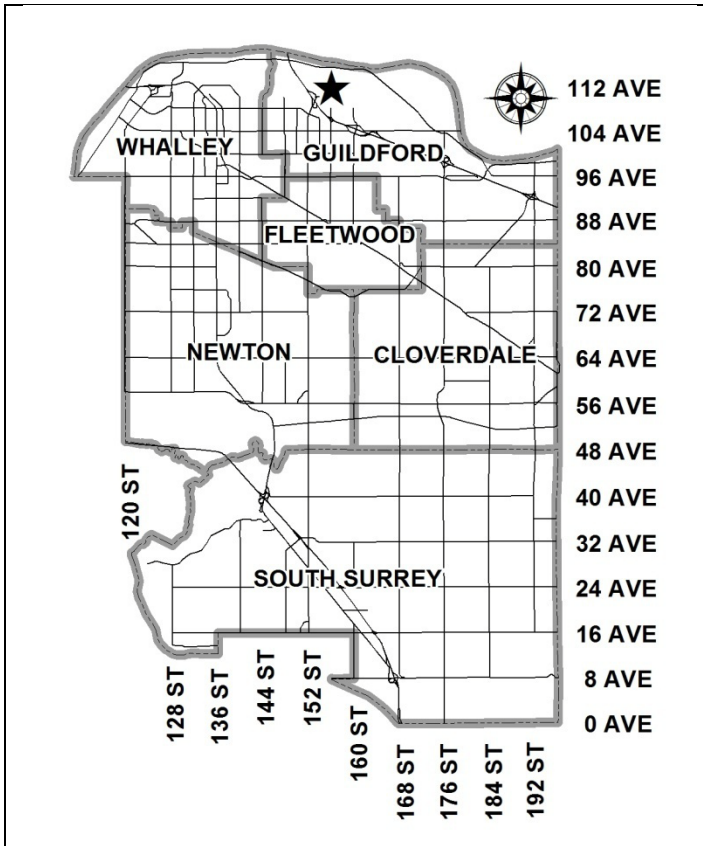 112 AVE
104 AVE
WHALLEY
GUILDFORD
96 AVE
88 AVE
FLEETWOOD
80 AVE
72 AVE
NEWTON
CLOVERDALE
64 AVE
56 AVE
48 AVE
120 ST
40 AVE
32 AVE
SOUTH SURREY
24 AVE
16 AVE
8 AVE
0 AVE
128 ST
136 ST
144 ST
152 ST
160 ST
168 ST
176 ST
184 ST
192 ST